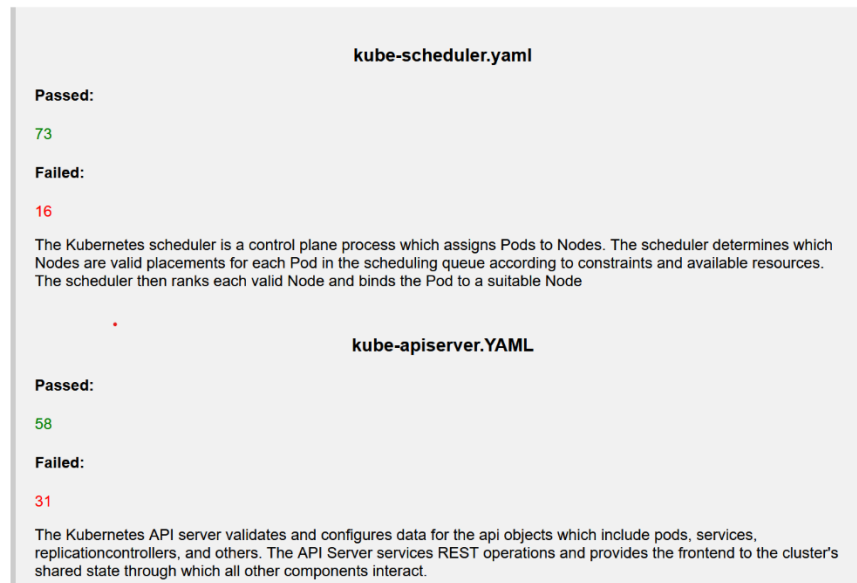 kube-scheduler.yaml
Passed:
73
Failed:
16
The Kubernetes scheduler is a control plane process which assigns Pods to Nodes. The scheduler determines which
Nodes are valid placements for each Pod in the scheduling queue according to constraints and available resources.
The scheduler then ranks each valid Node and binds the Pod to a suitable Node
kube-apiserver.YAML
Passed:
58
Failed:
31
The Kubernetes API server validates and configures data for the api objects which include pods, services,
replicationcontrollers, and others. The API Server services REST operations and provides the frontend to the cluster's
shared state through which all other components interact.